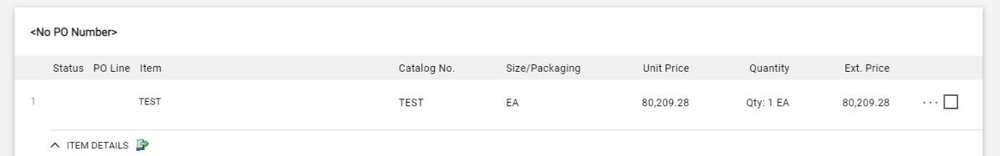 <No PO Number>
Status PO Line Item Catalog No. Size/Packaging Unit Price Quantity Ext. Price
1 TEST TEST EA 80,209.28 Qty: 1 EA 80,209.28 ...
ITEM DETAILS